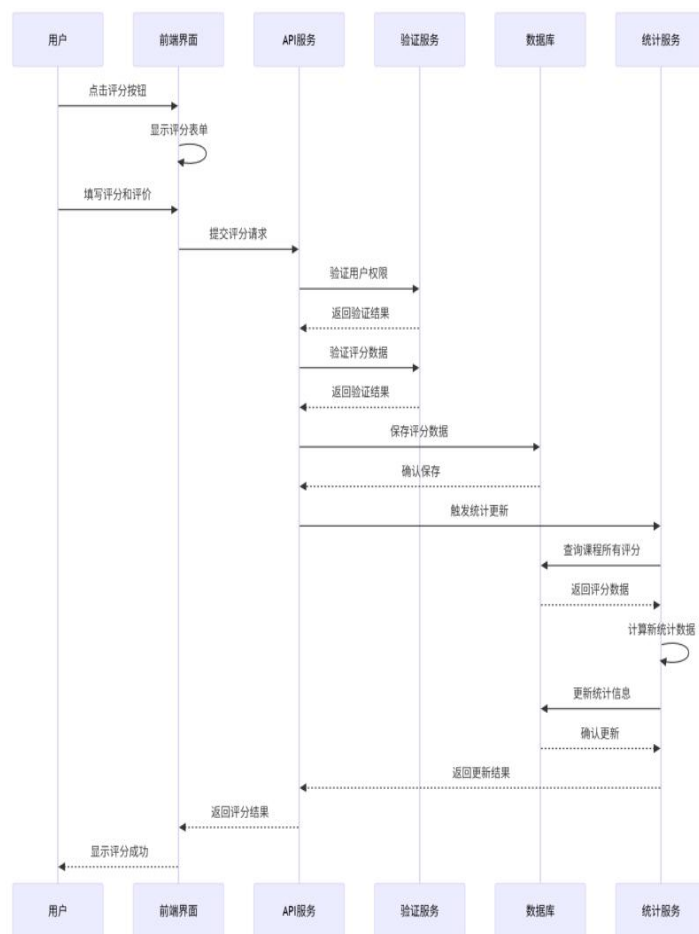 用户 前端界面 API服务 验证服务 数据库 统计服务
点击评分按钮
显示评分表单
填写评分和评价
提交评分请求
验证用户权限
返回验证结果
验证评分数据
返回验证结果
保存评分数据
确认保存
触发统计更新
查询课程所有评分
返回评分数据
计算新统计数据
更新统计信息
确认更新
返回更新结果
返回评分结果
显示评分成功
用户 前端界面 API服务 验证服务 数据库 统计服务